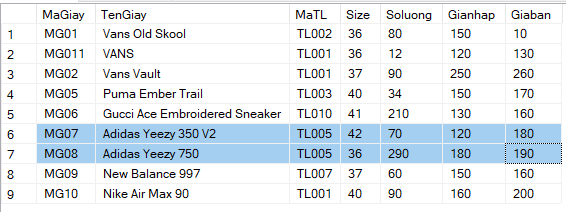 MaGiay TenGiay MaTL Size Soluong Gianhap Giaban
1 MG01 Vans Old Skool TL002 36 80 150 10
2 MG011 VANS TL001 36 12 120 130
3 MG02 Vans Vault TL001 37 90 250 260
4 MG05 Puma Ember Trail TL003 40 34 150 170
5 MG06 Gucci Ace Embroidered Sneaker TL010 41 210 130 160
6 MG07 Adidas Yeezy 350 V2 TL005 42 70 120 180
7 MG08 Adidas Yeezy 750 TL005 36 290 180 190
8 MG09 New Balance 997 TL007 37 60 150 160
9 MG10 Nike Air Max 90 TL001 40 90 160 200